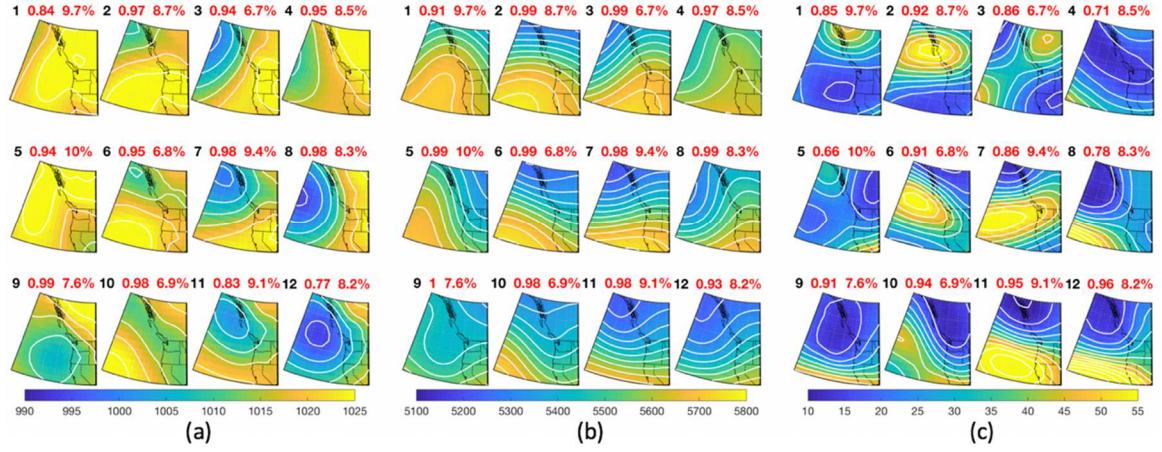 1 0.84 9.7% 2 0.97 8.7% 3 0.94 6.7% 4 0.95 8.5%
5 0.94 10% 6 0.95 6.8% 7 0.98 9.4% 8 0.98 8.3%
9 0.99 7.6% 10 0.98 6.9% 11 0.83 9.1% 12 0.77 8.2%
990 995 1000 1005 1010 1015 1020 1025
(a)
1 0.91 9.7% 2 0.99 8.7% 3 0.99 6.7% 4 0.97 8.5%
5 0.99 10% 6 0.99 6.8% 7 0.98 9.4% 8 0.99 8.3%
9 1 7.6% 10 0.98 6.9% 11 0.98 9.1% 12 0.93 8.2%
5100 5200 5300 5400 5500 5600 5700 5800
(b)
1 0.85 9.7% 2 0.92 8.7% 3 0.86 6.7% 4 0.71 8.5%
5 0.66 10% 6 0.91 6.8% 7 0.86 9.4% 8 0.78 8.3%
9 0.91 7.6% 10 0.94 6.9% 11 0.95 9.1% 12 0.96 8.2%
10 15 20 25 30 35 40 45 50 55
(c)